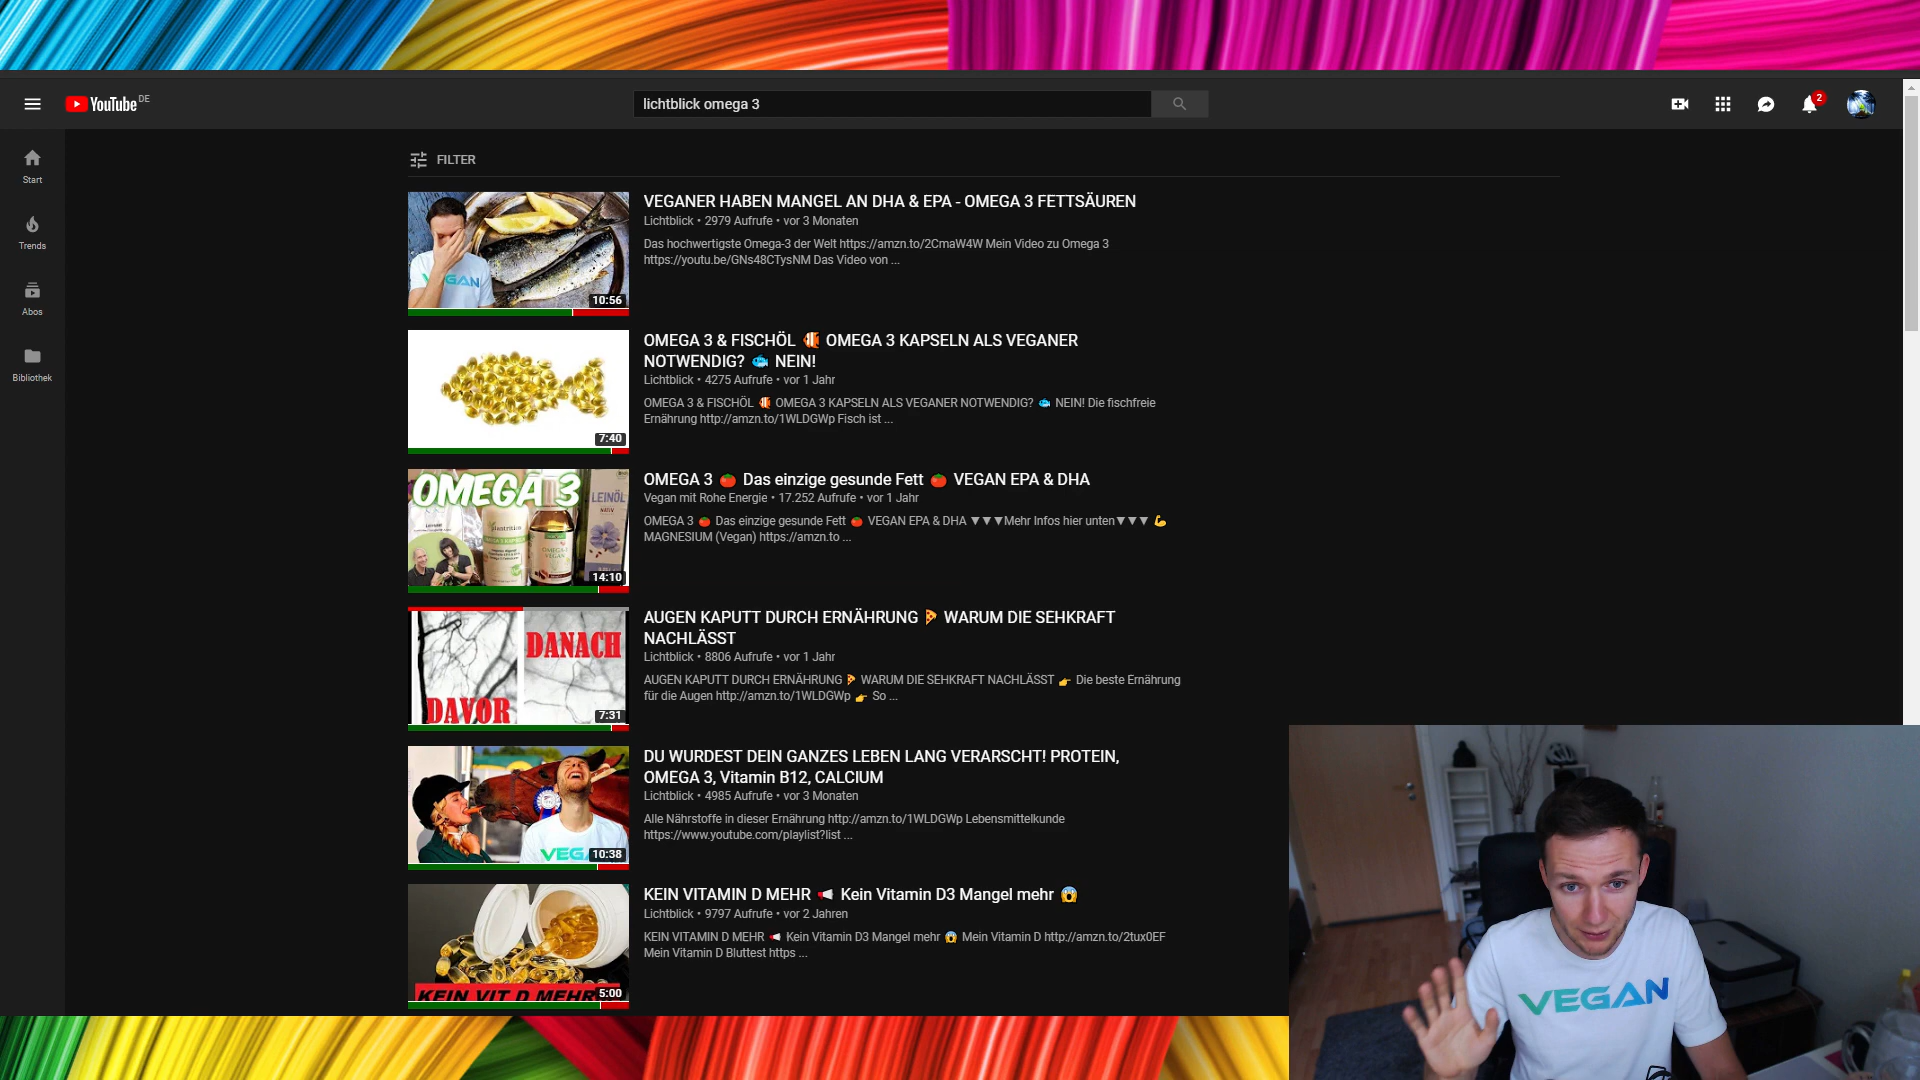 YouTube DE
lichtblick omega 3
2
Start
Trends
Abos
Bibliothek
FILTER
VEGAN
10:56
VEGANER HABEN MANGEL AN DHA & EPA - OMEGA 3 FETTSÄUREN
Lichtblick • 2979 Aufrufe • vor 3 Monaten
Das hochwertigste Omega-3 der Welt https://amzn.to/2CmaW4W Mein Video zu Omega 3
https://youtu.be/GNs48CTysNM Das Video von ...
7:40
OMEGA 3 & FISCHÖL 🐠 OMEGA 3 KAPSELN ALS VEGANER
NOTWENDIG? 🐟 NEIN!
Lichtblick • 4275 Aufrufe • vor 1 Jahr
OMEGA 3 & FISCHÖL 🐠 OMEGA 3 KAPSELN ALS VEGANER NOTWENDIG? 🐟 NEIN! Die fischfreie
Ernährung http://amzn.to/1WLDGWp Fisch ist ...
OMEGA 3
LEINÖL
NATIV
14:10
OMEGA 3 🍅 Das einzige gesunde Fett 🍅 VEGAN EPA & DHA
Vegan mit Rohe Energie • 17.252 Aufrufe • vor 1 Jahr
OMEGA 3 🍅 Das einzige gesunde Fett 🍅 VEGAN EPA & DHA ▼▼▼Mehr Infos hier unten▼▼▼ 💪
MAGNESIUM (Vegan) https://amzn.to ...
DANACH
DAVOR
7:31
AUGEN KAPUTT DURCH ERNÄHRUNG 🍕 WARUM DIE SEHKRAFT
NACHLÄSST
Lichtblick • 8806 Aufrufe • vor 1 Jahr
AUGEN KAPUTT DURCH ERNÄHRUNG 🍕 WARUM DIE SEHKRAFT NACHLÄSST 👉 Die beste Ernährung
für die Augen http://amzn.to/1WLDGWp 👉 So ...
VEGA
10:38
DU WURDEST DEIN GANZES LEBEN LANG VERARSCHT! PROTEIN,
OMEGA 3, Vitamin B12, CALCIUM
Lichtblick • 4985 Aufrufe • vor 3 Monaten
Alle Nährstoffe in dieser Ernährung http://amzn.to/1WLDGWp Lebensmittelkunde
https://www.youtube.com/playlist?list ...
KEIN VIT D MEHR
5:00
KEIN VITAMIN D MEHR 📢 Kein Vitamin D3 Mangel mehr 😱
Lichtblick • 9797 Aufrufe • vor 2 Jahren
KEIN VITAMIN D MEHR 📢 Kein Vitamin D3 Mangel mehr 😱 Mein Vitamin D http://amzn.to/2tux0EF
Mein Vitamin D Bluttest https ...
VEGAN